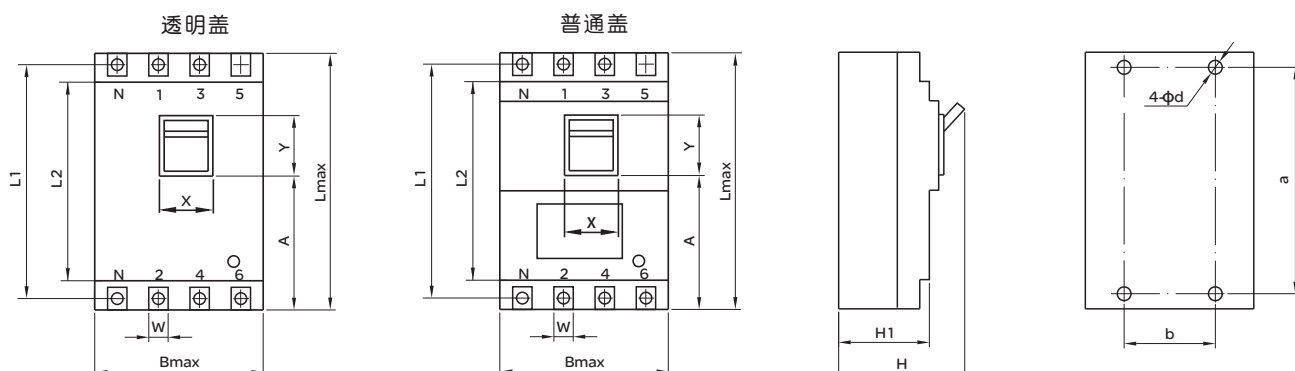 透明盖
N 1 3 5
L1
L2
Y
X
A
Lmax
N 2 4 6
W
Bmax
普通盖
N 1 3 5
L1
L2
Y
X
A
Lmax
N 2 4 6
W
Bmax
H1
H
4-ϕd
a
b